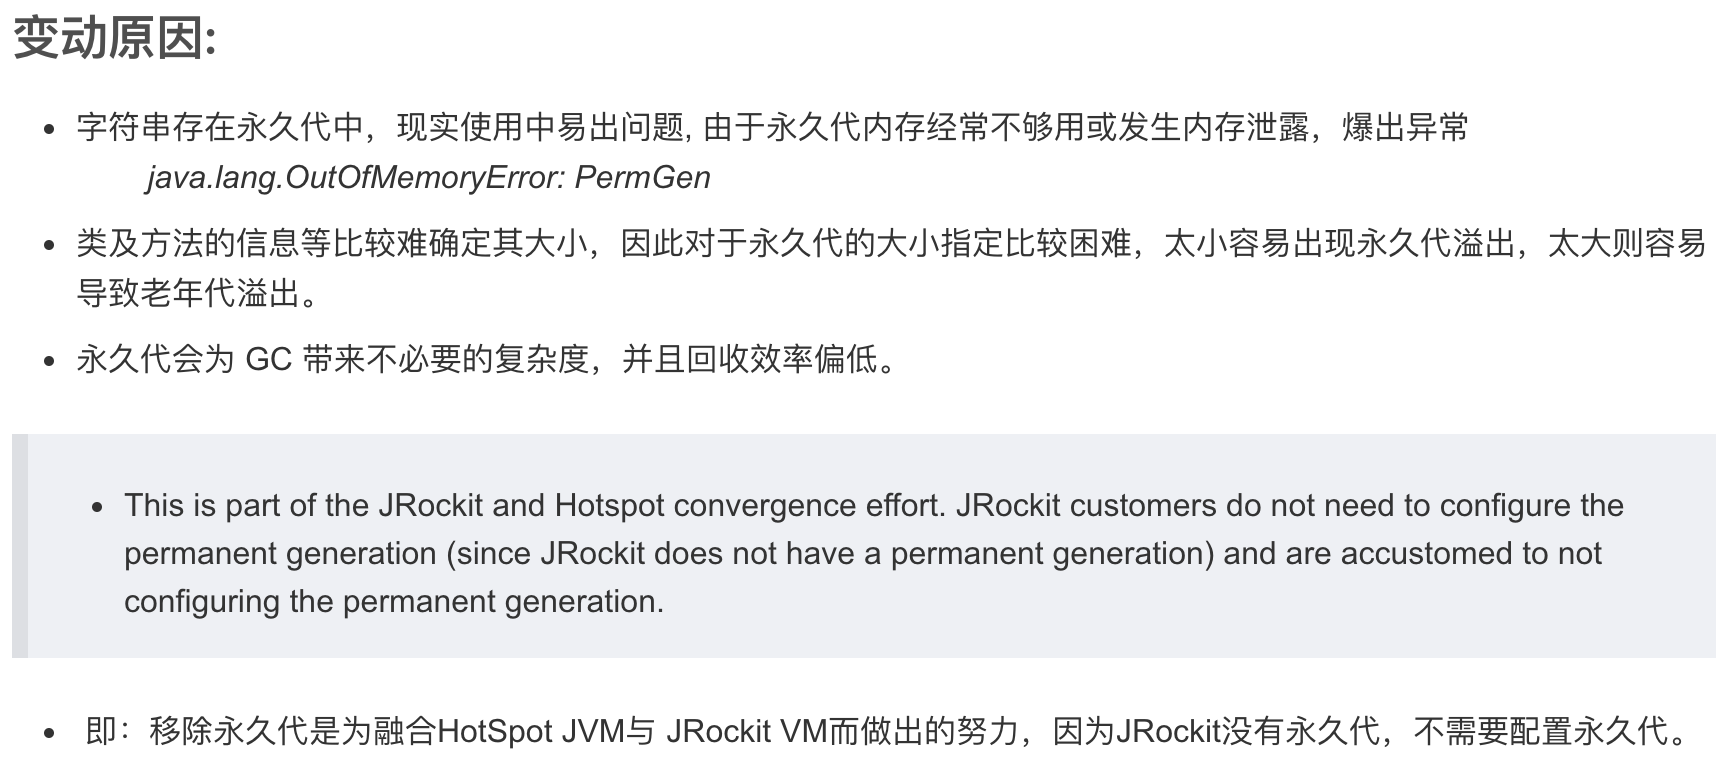 变动原因:
字符串存在永久代中，现实使用中易出问题, 由于永久代内存经常不够用或发生内存泄露，爆出异常
java.lang.OutOfMemoryError: PermGen
类及方法的信息等比较难确定其大小，因此对于永久代的大小指定比较困难，太小容易出现永久代溢出，太大则容易
导致老年代溢出。
永久代会为 GC 带来不必要的复杂度，并且回收效率偏低。
This is part of the JRockit and Hotspot convergence effort. JRockit customers do not need to configure the
permanent generation (since JRockit does not have a permanent generation) and are accustomed to not
configuring the permanent generation.
即：移除永久代是为融合HotSpot JVM与 JRockit VM而做出的努力，因为JRockit没有永久代，不需要配置永久代。